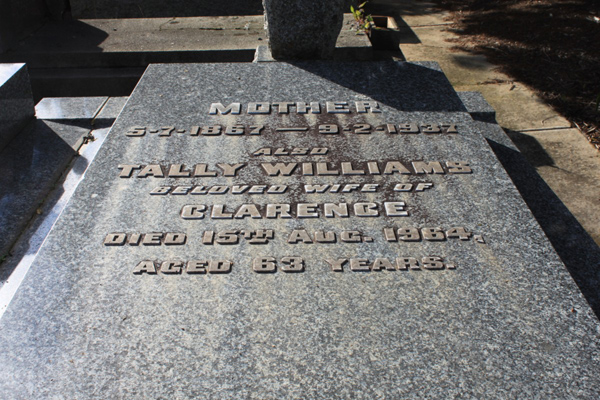 MOTHER
5-7-1867 — 9-2-1937
ALSO
TALLY WILLIAMS
BELOVED WIFE OF
CLARENCE
DIED 15TH AUG. 1964,
AGED 63 YEARS.